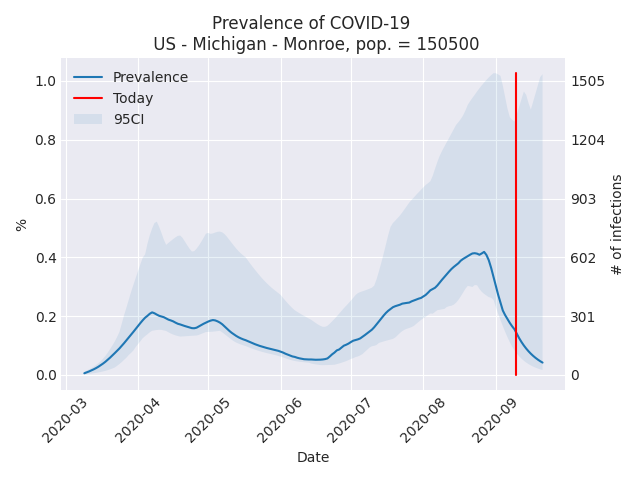 Prevalence of COVID-19
US - Michigan - Monroe, pop. = 150500
Prevalence
Today
95CI
1.0
0.8
0.6
0.4
0.2
0.0
%
1505
1204
903
602
301
0
# of infections
2020-03
2020-04
2020-05
2020-06
2020-07
2020-08
2020-09
Date